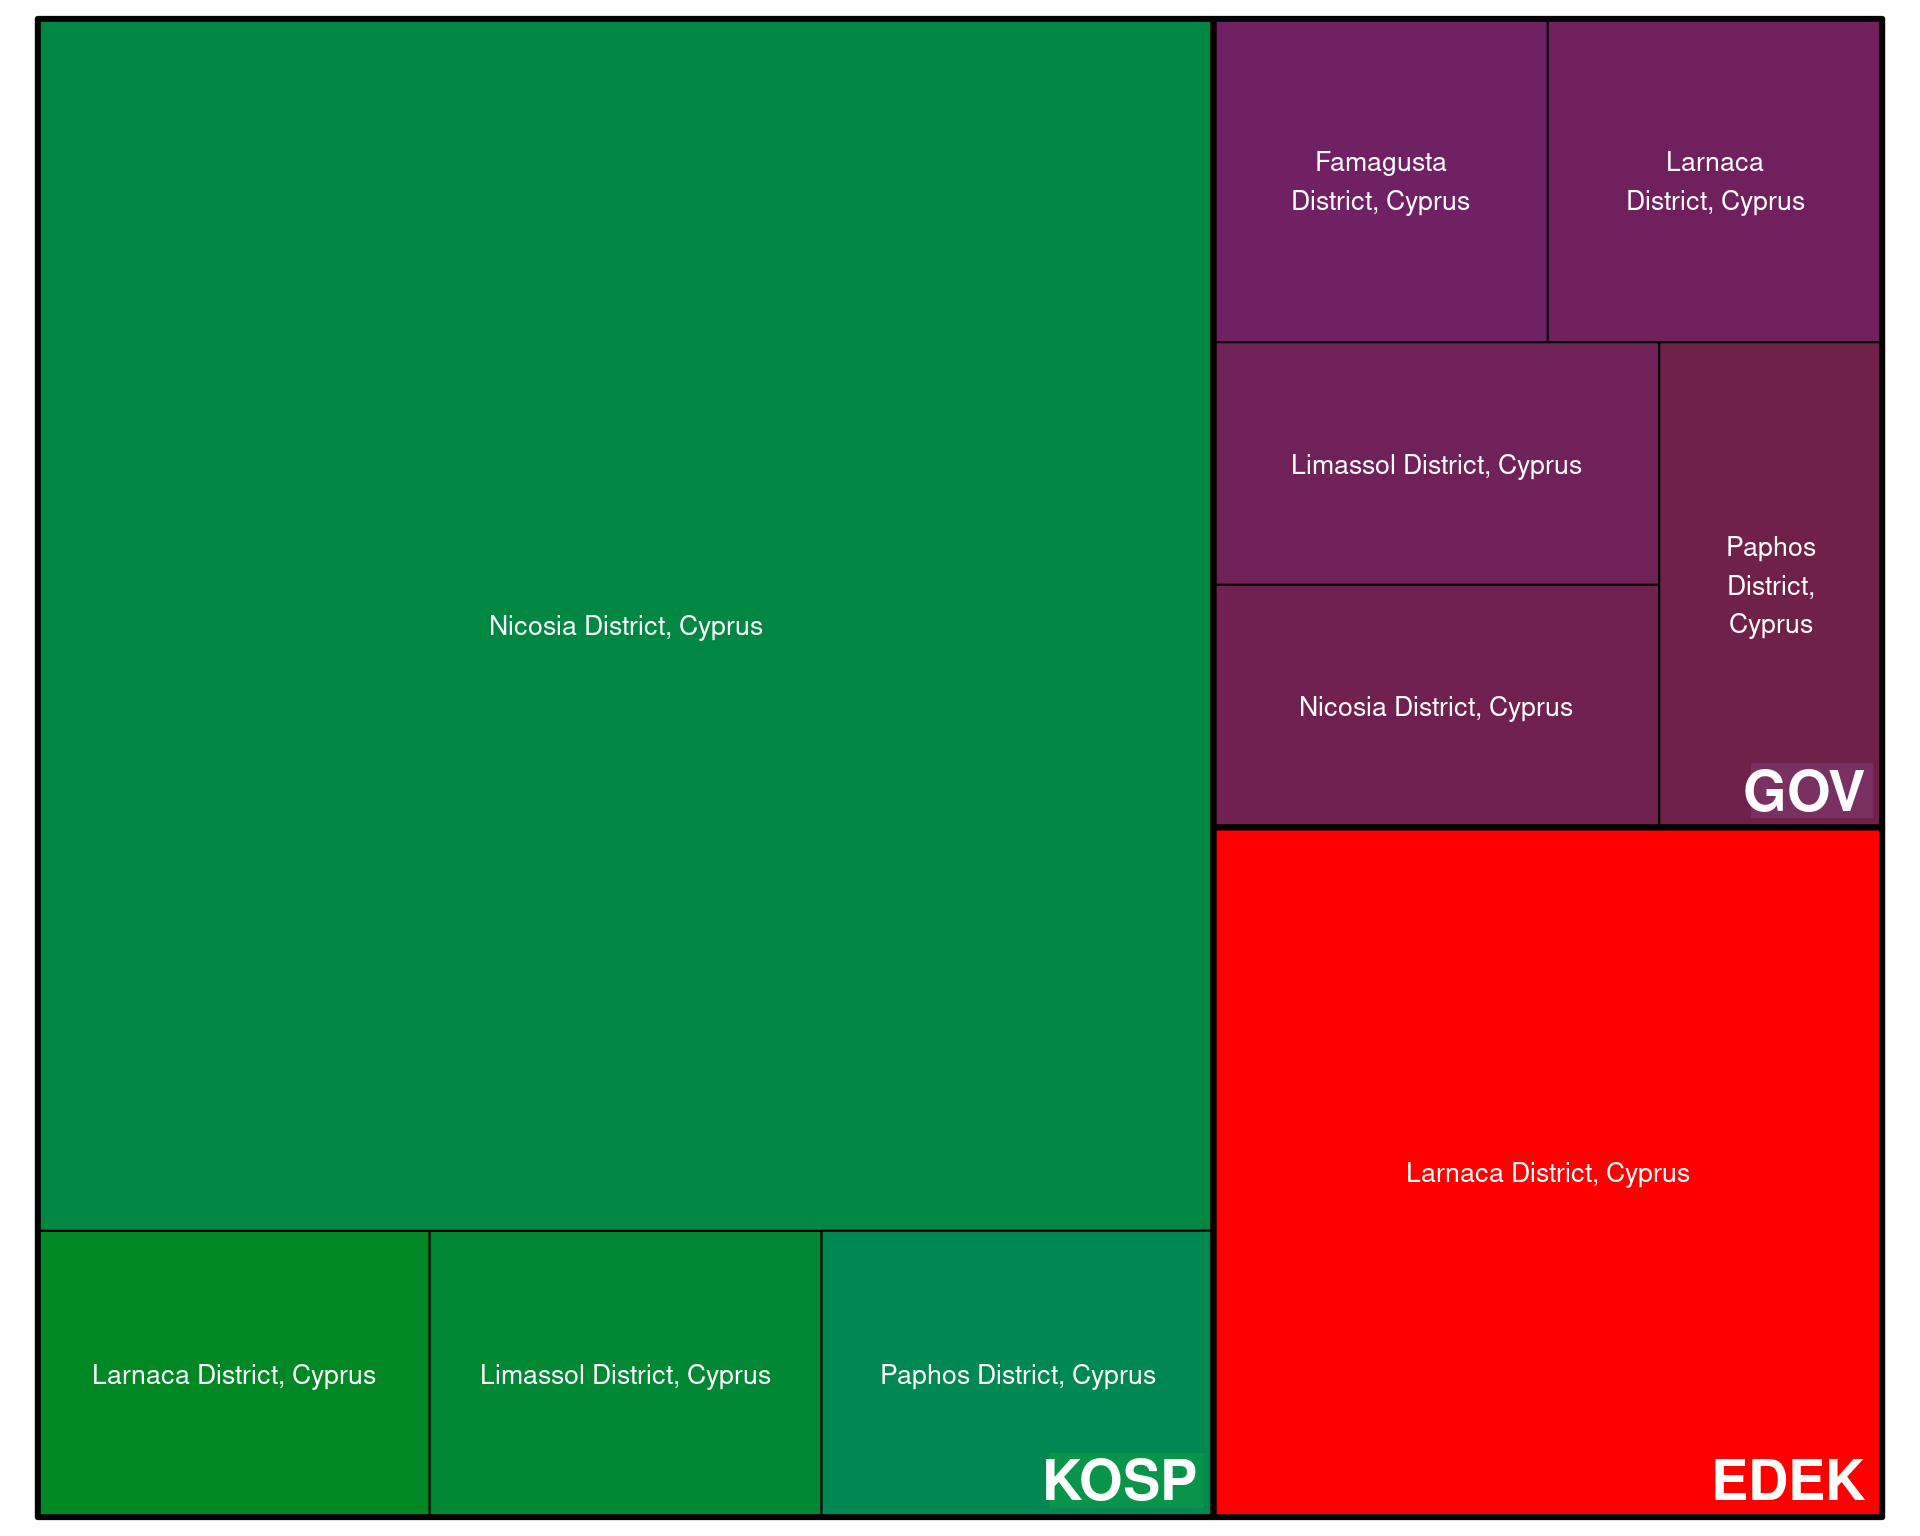 Nicosia District, Cyprus
Larnaca District, Cyprus
Limassol District, Cyprus
Paphos District, Cyprus
KOSP
Famagusta
District, Cyprus
Larnaca
District, Cyprus
Limassol District, Cyprus
Nicosia District, Cyprus
Paphos
District,
Cyprus
GOV
Larnaca District, Cyprus
EDEK